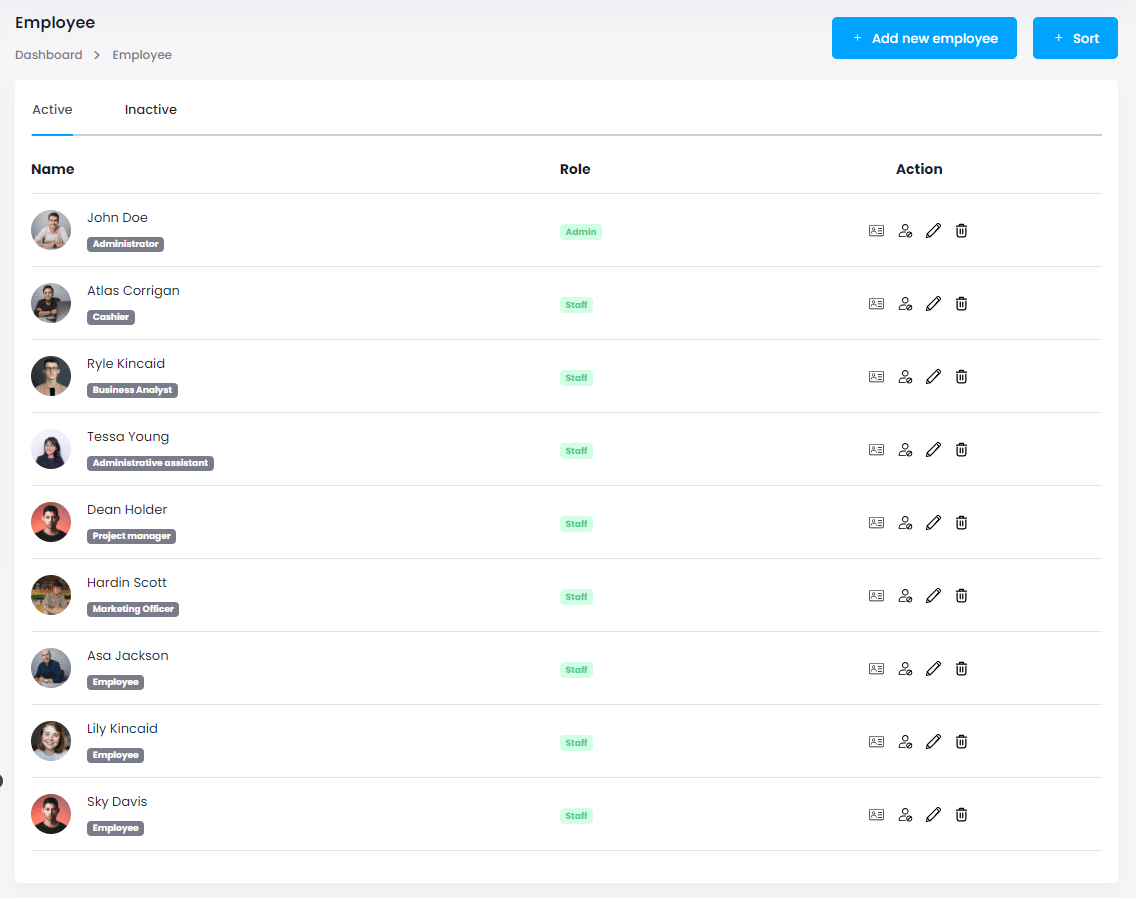 Employee
+ Add new employee
+ Sort
Dashboard > Employee
Active Inactive
Name Role Action
John Doe
Administrator
Admin
Atlas Corrigan
Cashier
Staff
Ryle Kincaid
Business Analyst
Staff
Tessa Young
Administrative assistant
Staff
Dean Holder
Project manager
Staff
Hardin Scott
Marketing Officer
Staff
Asa Jackson
Employee
Staff
Lily Kincaid
Employee
Staff
Sky Davis
Employee
Staff